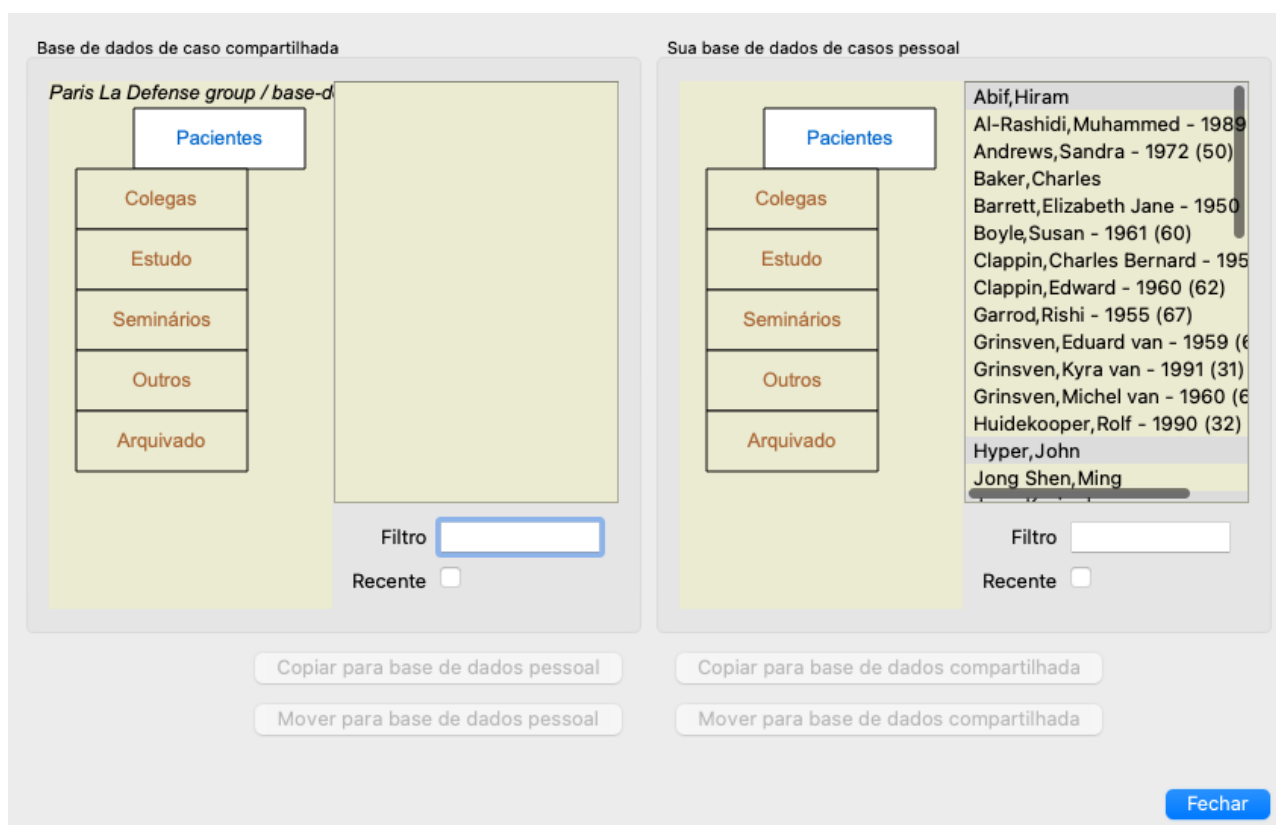 Base de dados de caso compartilhada
Paris La Defense group / base-d
Pacientes
Colegas
Estudo
Seminários
Outros
Arquivado
Filtro
Recente
Copiar para base de dados pessoal
Mover para base de dados pessoal
Sua base de dados de casos pessoal
Pacientes
Colegas
Estudo
Seminários
Outros
Arquivado
Abif,Hiram
Al-Rashidi,Muhammed - 1989
Andrews,Sandra - 1972 (50)
Baker,Charles
Barrett,Elizabeth Jane - 1950
Boyle,Susan - 1961 (60)
Clappin,Charles Bernard - 195
Clappin,Edward - 1960 (62)
Garrod,Rishi - 1955 (67)
Grinsven,Eduard van - 1959 (6
Grinsven,Kyra van - 1991 (31)
Grinsven,Michel van - 1960 (6
Huidekooper,Rolf - 1990 (32)
Hyper,John
Jong Shen,Ming
Filtro
Recente
Copiar para base de dados compartilhada
Mover para base de dados compartilhada
Fechar